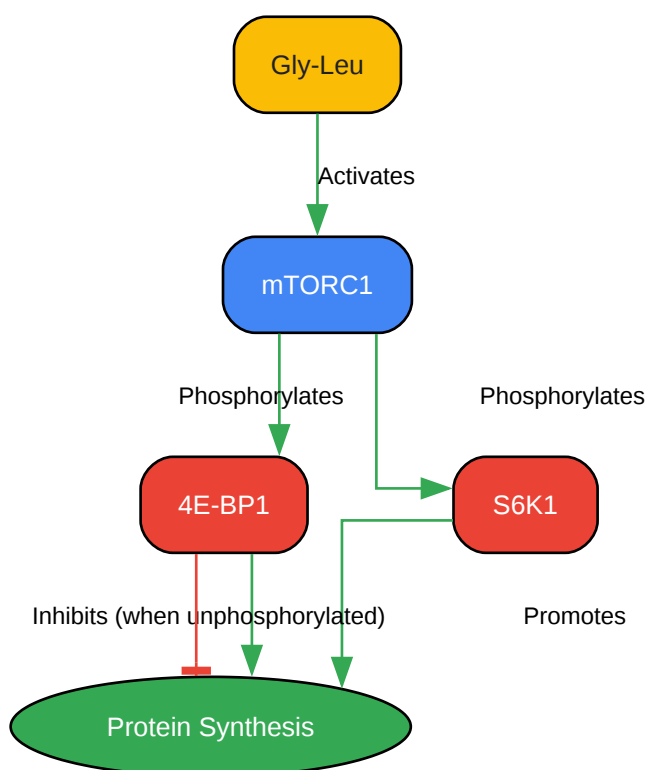 Gly-Leu
Activates
mTORC1
Phosphorylates
Phosphorylates
4E-BP1
S6K1
Inhibits (when unphosphorylated)
Promotes
Protein Synthesis